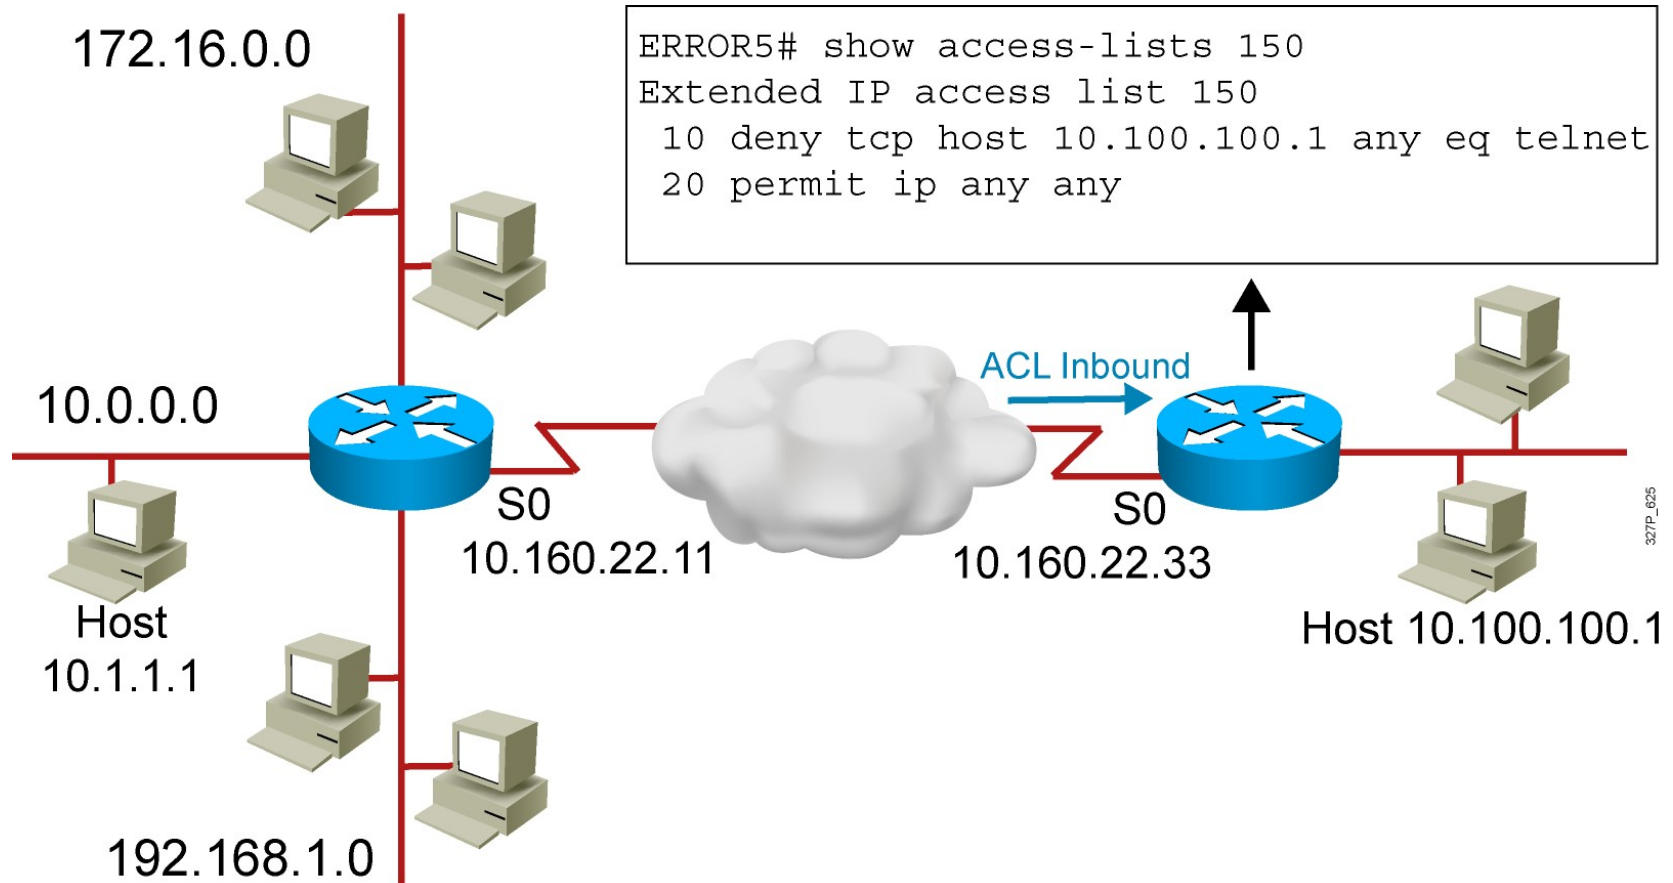 172.16.0.0
ERROR5# show access-lists 150
Extended IP access list 150
10 deny tcp host 10.100.100.1 any eq telnet
20 permit ip any any
ACL Inbound
10.0.0.0
S0
10.160.22.11
S0
10.160.22.33
327P_625
Host
10.1.1.1
Host 10.100.100.1
192.168.1.0